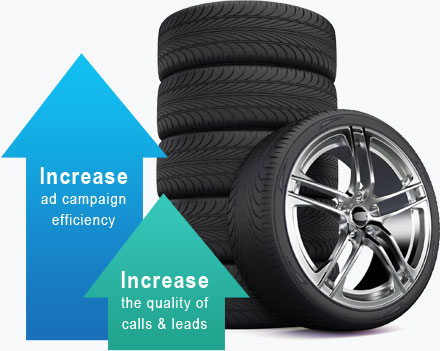 Increase
ad campaign
efficiency
Increase
the quality of
calls & leads